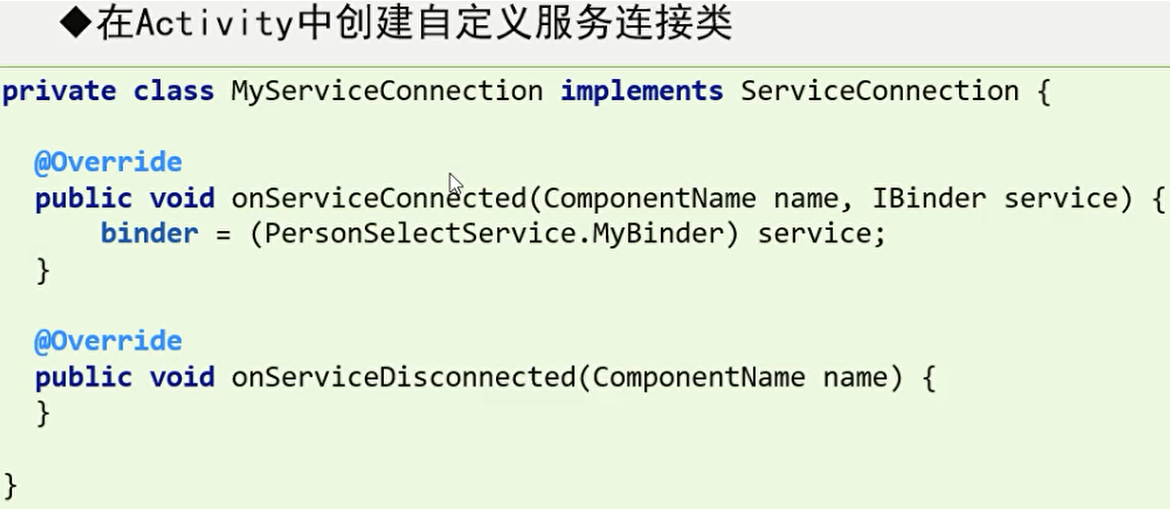 ◆在Activity中创建自定义服务连接类
private class MyServiceConnection implements ServiceConnection {
@Override
public void onServiceConnected(ComponentName name, IBinder service) {
binder = (PersonSelectService.MyBinder) service;
}
@Override
public void onServiceDisconnected(ComponentName name) {
}
}